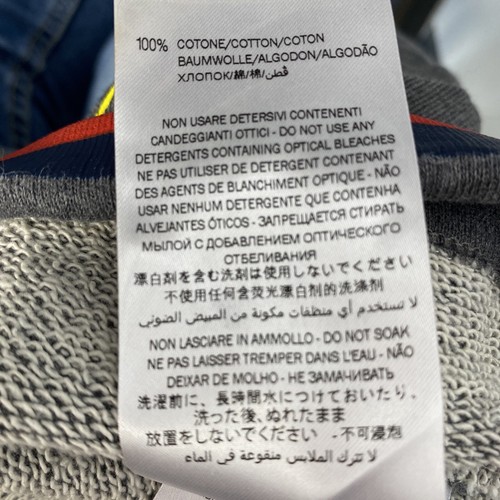 100% COTONE/COTTON/COTON
BAUMWOLLE/ALGODON/ALGODÃO
ХЛОПОК/綿/棉/قطن
NON USARE DETERSIVI CONTENENTI
CANDEGGIANTI OTTICI - DO NOT USE ANY
DETERGENTS CONTAINING OPTICAL BLEACHES
NE PAS UTILISER DE DETERGENT CONTENANT
DES AGENTS DE BLANCHIMENT OPTIQUE - NÃO
USAR NENHUM DETERGENTE QUE CONTENHA
ALVEJANTES ÓTICOS - ЗАПРЕЩАЕТСЯ СТИРАТЬ
МЫЛОЙ С ДОБАВЛЕНИЕМ ОПТИЧЕСКОГО
ОТБЕЛИВАНИЯ
漂白剤を含む洗剤は使用しないでください
不使用任何含荧光漂白剂的洗涤剂
لا تستخدم أي منظفات مكونة من المبيض الضوئى
NON LASCIARE IN AMMOLLO - DO NOT SOAK
NE PAS LAISSER TREMPER DANS L'EAU - NÃO
DEIXAR DE MOLHO - НЕ ЗАМАЧИВАТЬ
洗濯前に、長時間水につけておいたり、
洗った後、ぬれたまま
放置をしないでください - 不可浸泡
لا تترك الملابس منقوعة في الماء